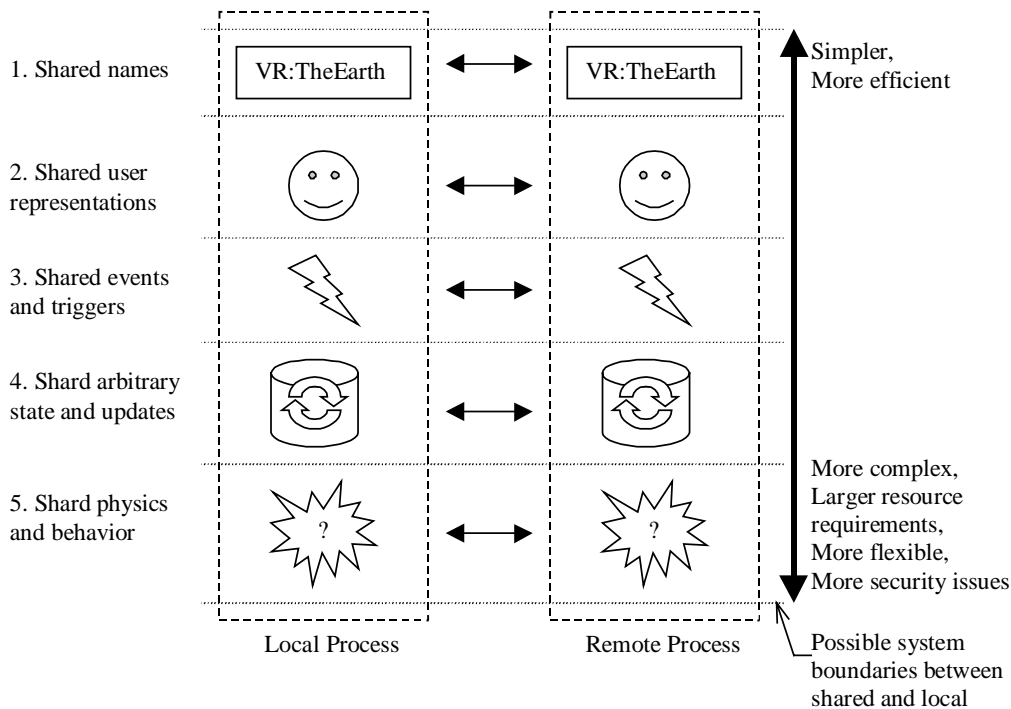 1. Shared names
VR:TheEarth
VR:TheEarth
Simpler,
More efficient
2. Shared user
representations
3. Shared events
and triggers
4. Shard arbitrary
state and updates
5. Shard physics
and behavior
?
?
More complex,
Larger resource
requirements,
More flexible,
More security issues
Local Process
Remote Process
Possible system
boundaries between
shared and local